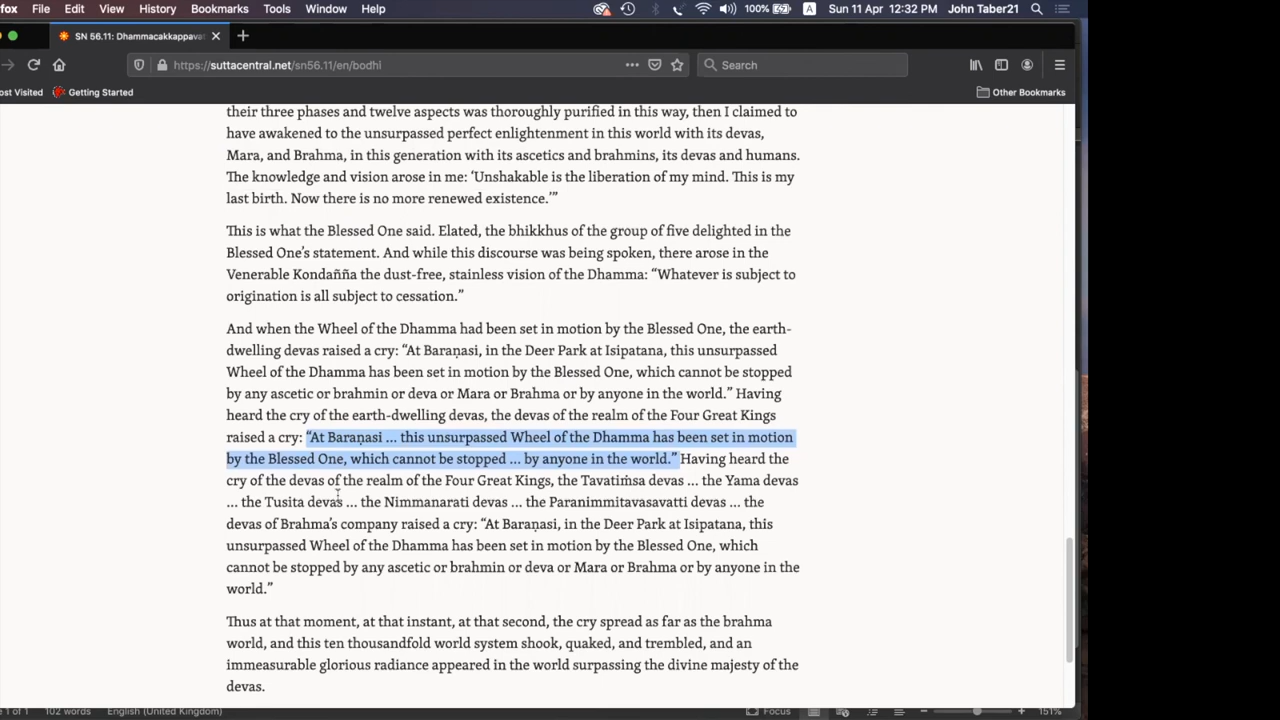 fox File Edit View History Bookmarks Tools Window Help 100% A Sun 11 Apr 12:32 PM John Taber21
SN 56.11: Dhammacakkappavat
https://suttacentral.net/sn56.11/en/bodhi Search
ost Visited Getting Started Other Bookmarks
their three phases and twelve aspects was thoroughly purified in this way, then I claimed to
have awakened to the unsurpassed perfect enlightenment in this world with its devas,
Mara, and Brahma, in this generation with its ascetics and brahmins, its devas and humans.
The knowledge and vision arose in me: ‘Unshakable is the liberation of my mind. This is my
last birth. Now there is no more renewed existence.’”
This is what the Blessed One said. Elated, the bhikkhus of the group of five delighted in the
Blessed One’s statement. And while this discourse was being spoken, there arose in the
Venerable Kondañña the dust-free, stainless vision of the Dhamma: “Whatever is subject to
origination is all subject to cessation.”
And when the Wheel of the Dhamma had been set in motion by the Blessed One, the earth-
dwelling devas raised a cry: “At Baraṇasi, in the Deer Park at Isipatana, this unsurpassed
Wheel of the Dhamma has been set in motion by the Blessed One, which cannot be stopped
by any ascetic or brahmin or deva or Mara or Brahma or by anyone in the world.” Having
heard the cry of the earth-dwelling devas, the devas of the realm of the Four Great Kings
raised a cry: “At Baraṇasi … this unsurpassed Wheel of the Dhamma has been set in motion
by the Blessed One, which cannot be stopped … by anyone in the world.” Having heard the
cry of the devas of the realm of the Four Great Kings, the Tavatiṁsa devas … the Yama devas
… the Tusita devas … the Nimmanarati devas … the Paranimmitavasavatti devas … the
devas of Brahma’s company raised a cry: “At Baraṇasi, in the Deer Park at Isipatana, this
unsurpassed Wheel of the Dhamma has been set in motion by the Blessed One, which
cannot be stopped by any ascetic or brahmin or deva or Mara or Brahma or by anyone in the
world.”
Thus at that moment, at that instant, at that second, the cry spread as far as the brahma
world, and this ten thousandfold world system shook, quaked, and trembled, and an
immeasurable glorious radiance appeared in the world surpassing the divine majesty of the
devas.
e 1 of 1 102 words English (United Kingdom) Focus 151%